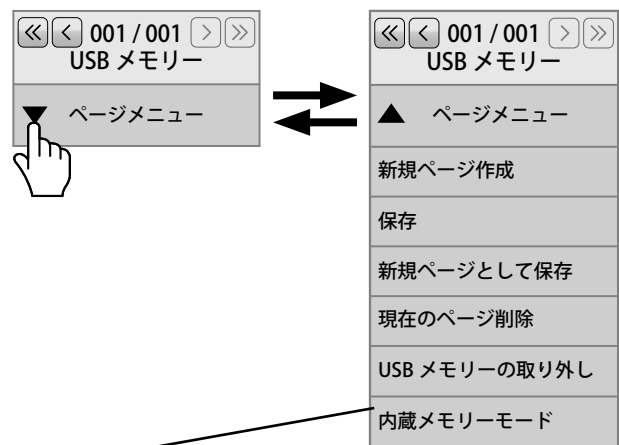 001 / 001
USB メモリー
ページメニュー
001 / 001
USB メモリー
ページメニュー
新規ページ作成
保存
新規ページとして保存
現在のページ削除
USB メモリーの取り外し
内蔵メモリーモード